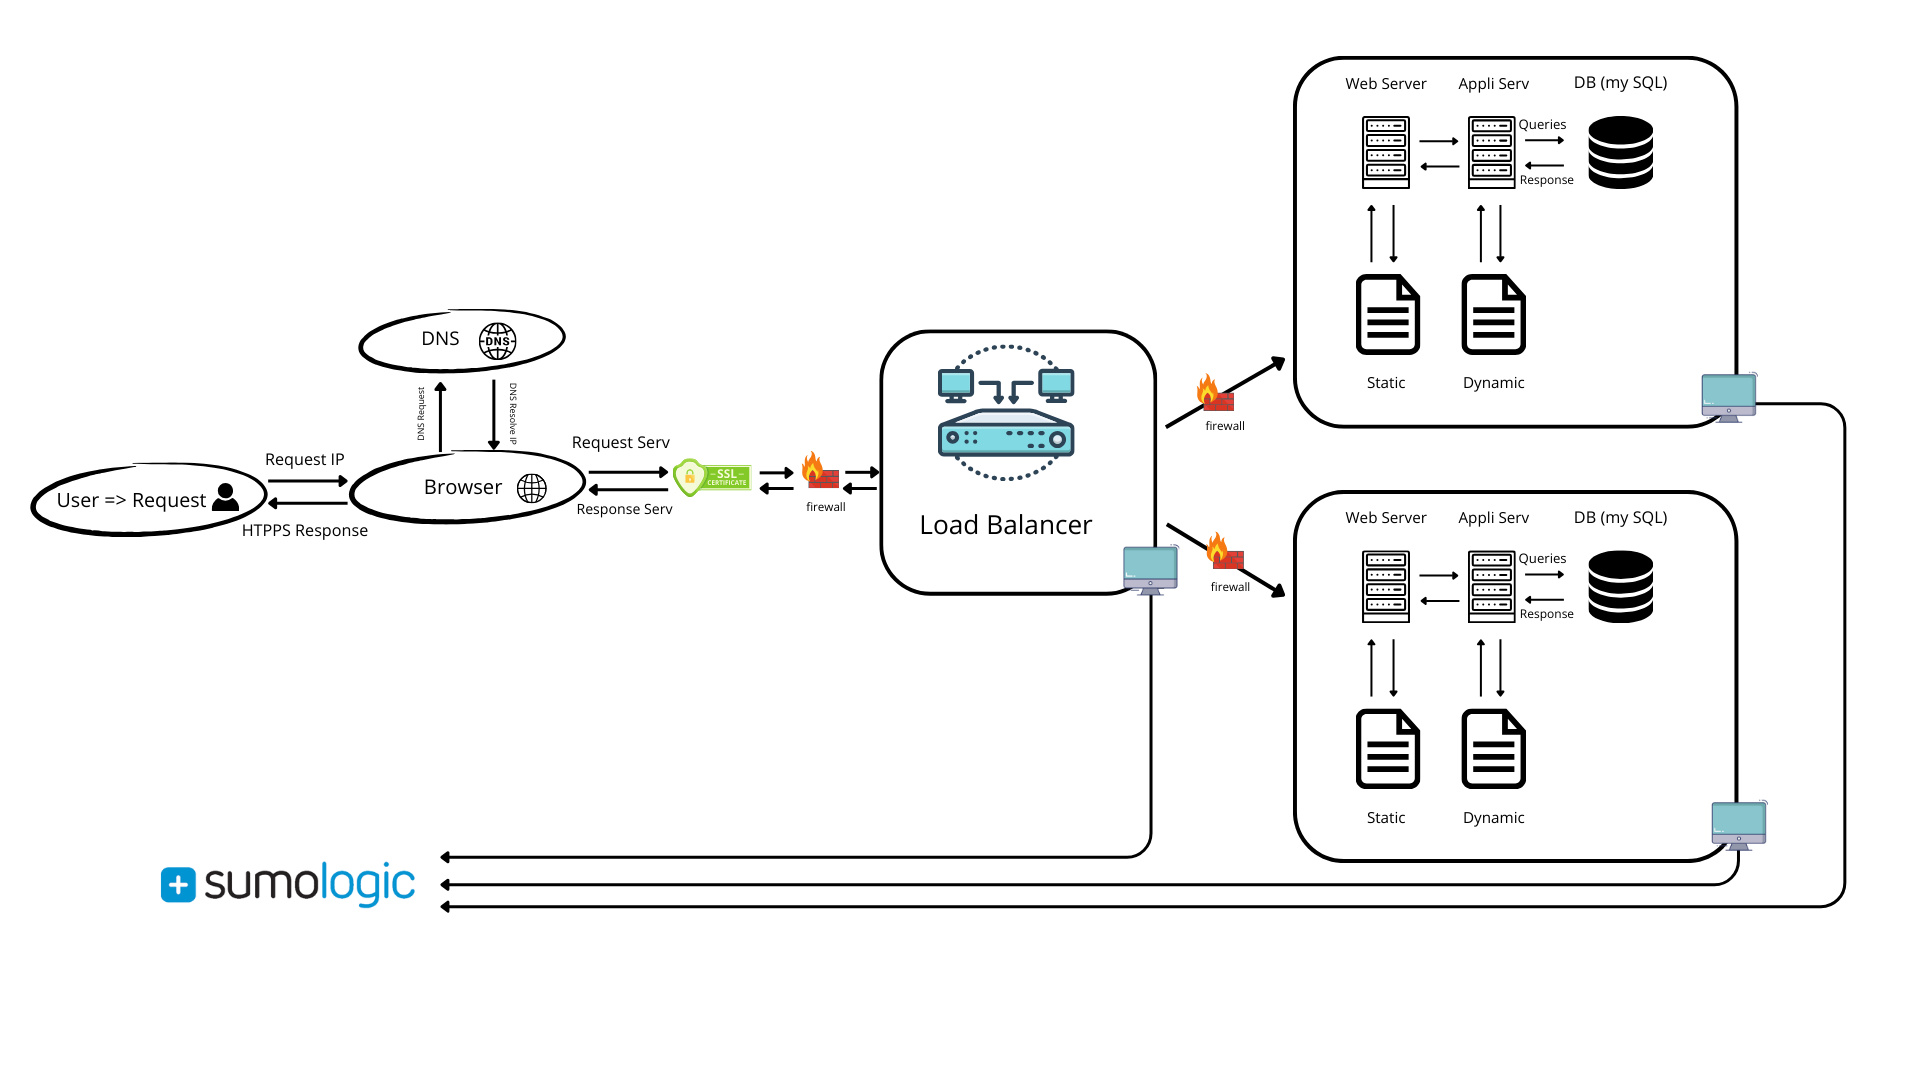 DNS
DNS
DNS Request
DNS Resolve IP
User => Request
Request IP
HTPPS Response
Browser
Request Serv
Response Serv
SSL
CERTIFICATE
firewall
Load Balancer
firewall
firewall
Web Server
Appli Serv
DB (my SQL)
Queries
Response
Static
Dynamic
Web Server
Appli Serv
DB (my SQL)
Queries
Response
Static
Dynamic
sumologic